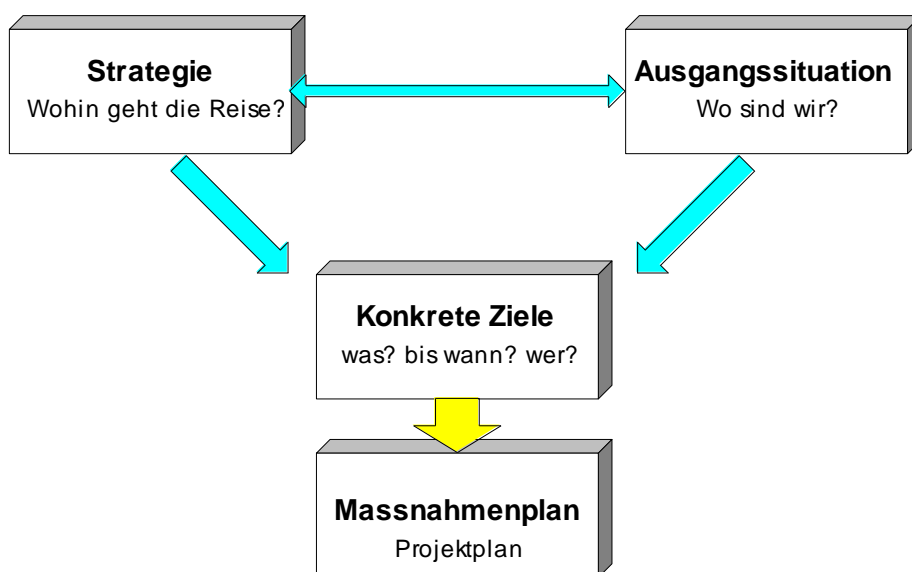 Strategie
Wohin geht die Reise?
Ausgangssituation
Wo sind wir?
Konkrete Ziele
was? bis wann? wer?
Massnahmenplan
Projektplan